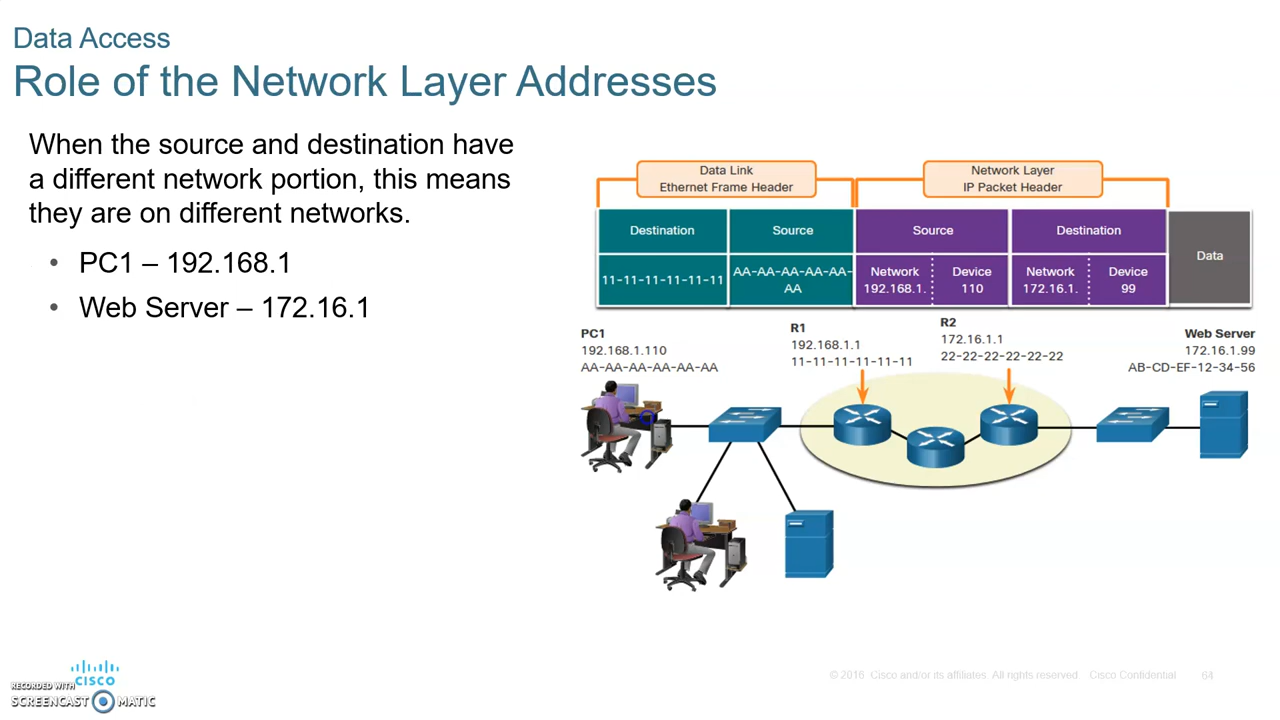 Data Access
Role of the Network Layer Addresses
When the source and destination have
a different network portion, this means
they are on different networks.
• PC1 – 192.168.1
• Web Server – 172.16.1
Data Link
Ethernet Frame Header
Network Layer
IP Packet Header
Destination
Source
Source
Destination
Data
11-11-11-11-11-11
AA-AA-AA-AA-AA-
AA
Network
192.168.1.
Device
110
Network
172.16.1.
Device
99
PC1
192.168.1.110
AA-AA-AA-AA-AA-AA
R1
192.168.1.1
11-11-11-11-11-11
R2
172.16.1.1
22-22-22-22-22-22
Web Server
172.16.1.99
AB-CD-EF-12-34-56
CISCO
RECORDED WITH
SCREENCAST MATIC
© 2016 Cisco and/or its affiliates. All rights reserved. Cisco Confidential
64